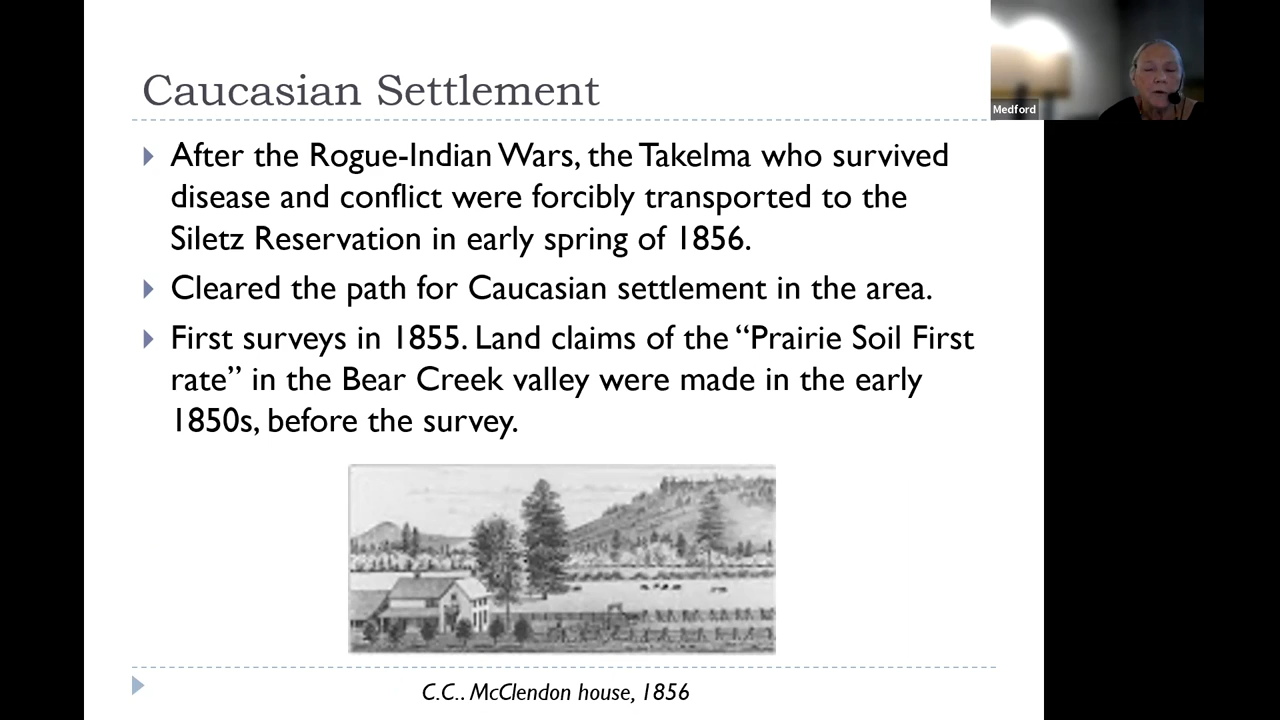 Caucasian Settlement
Medford
After the Rogue-Indian Wars, the Takelma who survived
disease and conflict were forcibly transported to the
Siletz Reservation in early spring of 1856.
Cleared the path for Caucasian settlement in the area.
First surveys in 1855. Land claims of the “Prairie Soil First
rate” in the Bear Creek valley were made in the early
1850s, before the survey.
C.C.. McClendon house, 1856